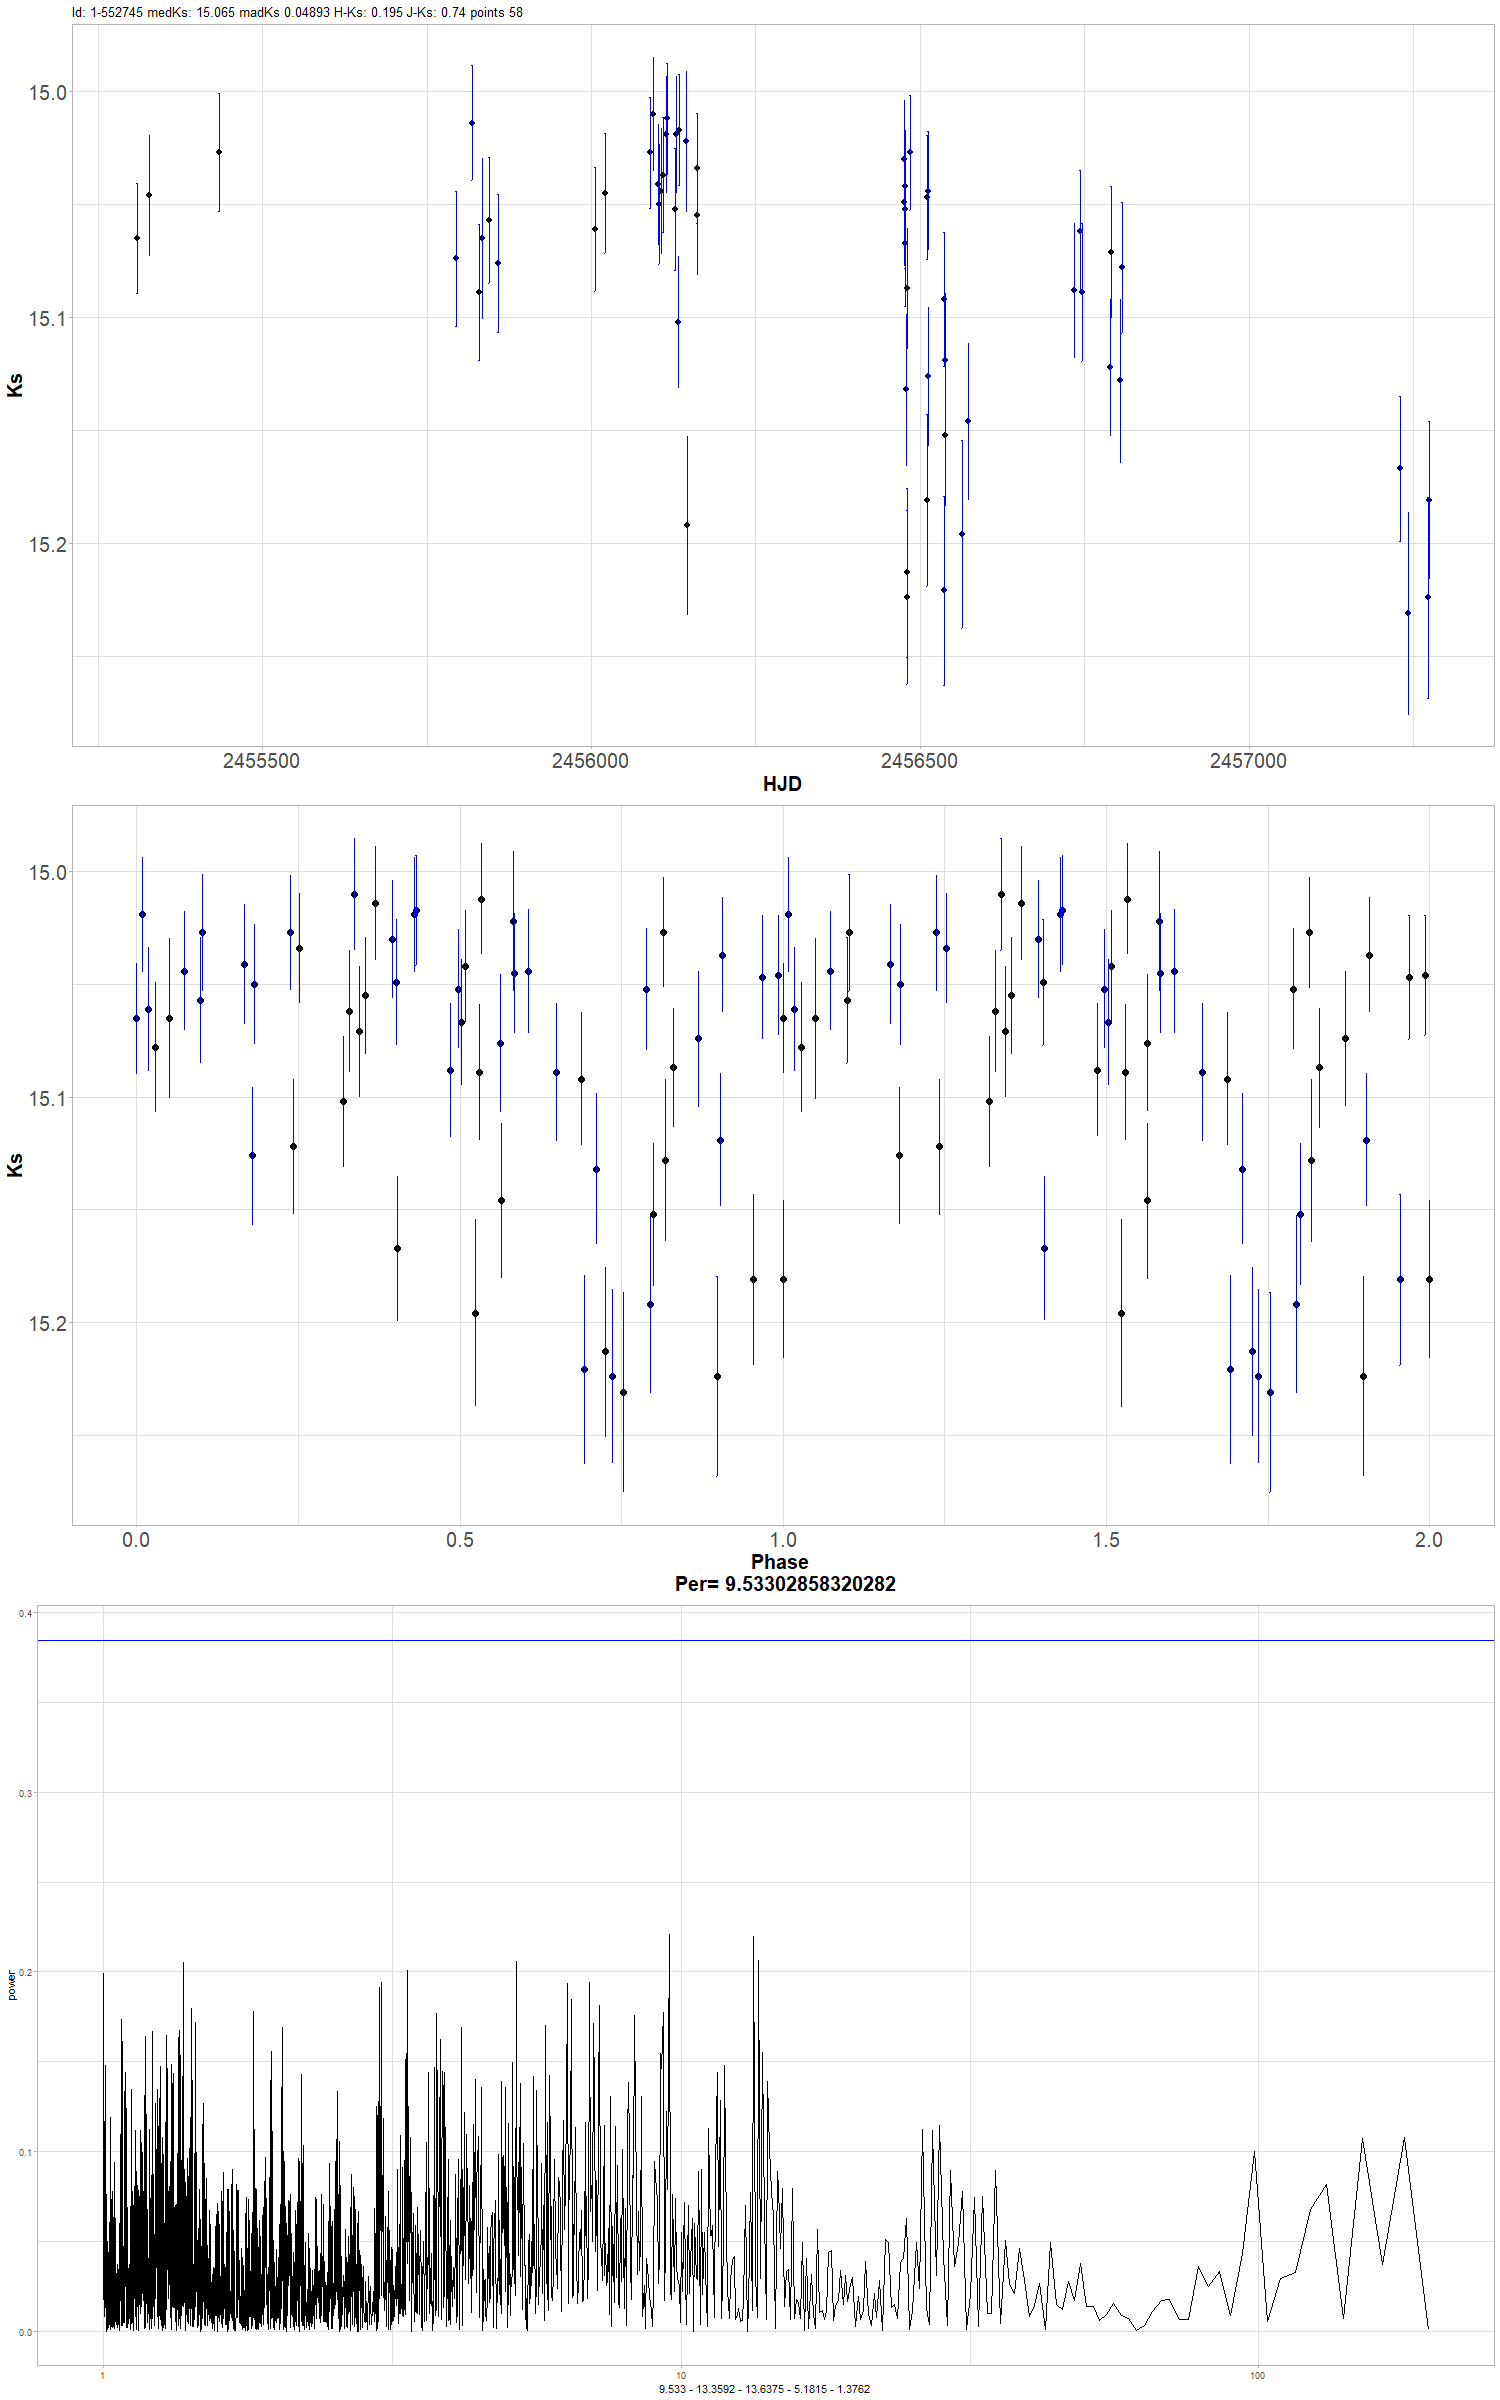 Id: 1-552745 medKs: 15.065 madKs 0.04893 H-Ks: 0.195 J-Ks: 0.74 points 58
15.0
15.1
15.2
Ks
2455500 2456000 2456500 2457000
HJD
15.0
15.1
15.2
Ks
0.0 0.5 1.0 1.5 2.0
Phase
Per= 9.53302858320282
0.4
0.3
0.2
0.1
0.0
power
1 10 100
9.533 - 13.3592 - 13.6375 - 5.1815 - 1.3762